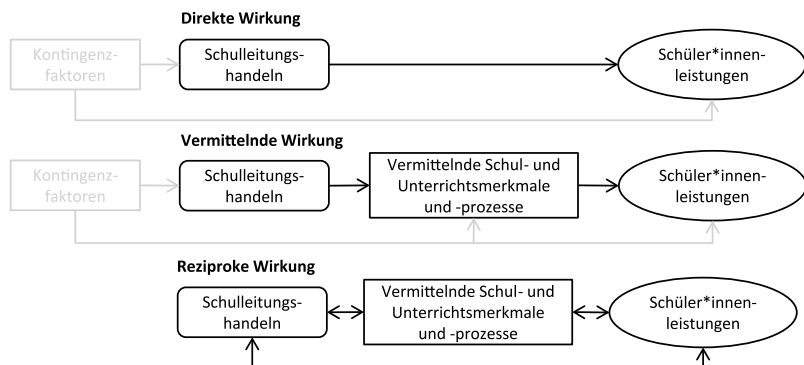 Direkte Wirkung
Kontingenz-
faktoren
Schulleitungs-
handeln
Schüler*innen-
leistungen
Vermittelnde Wirkung
Kontingenz-
faktoren
Schulleitungs-
handeln
Vermittelnde Schul- und
Unterrichtsmerkmale
und -prozesse
Schüler*innen-
leistungen
Reziproke Wirkung
Schulleitungs-
handeln
Vermittelnde Schul- und
Unterrichtsmerkmale
und -prozesse
Schüler*innen-
leistungen